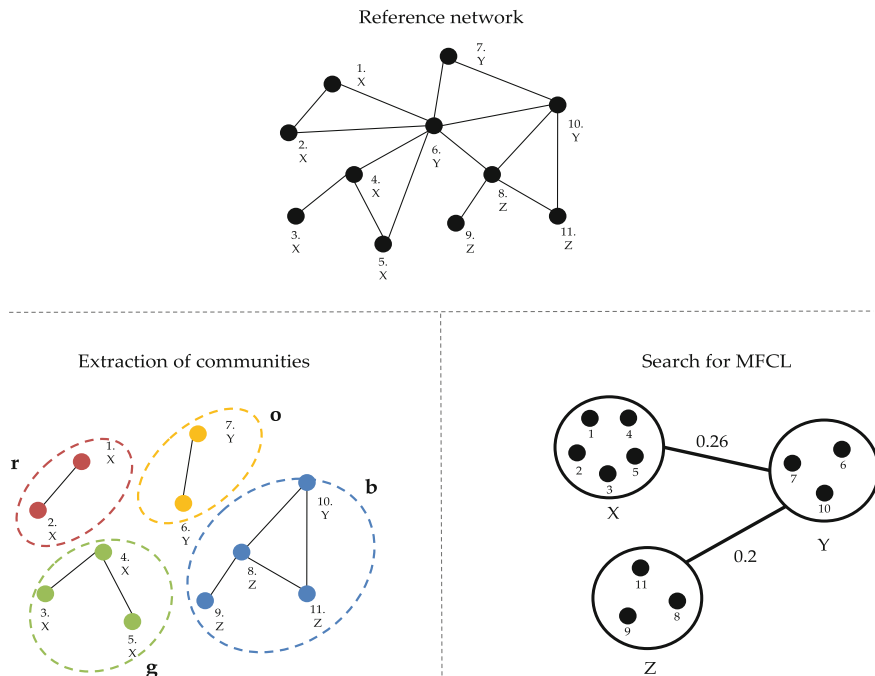 Reference network
7.
Y
1.
X
10.
Y
2.
X
6.
Y
4.
X
8.
Z
3.
X
9.
Z
11.
Z
5.
X
Extraction of communities
r
1.
X
2.
X
o
7.
Y
6.
Y
b
10.
Y
8.
Z
9.
Z
11.
Z
4.
X
3.
X
5.
X
g
Search for MFCL
1
4
2
5
3
X
0.26
6
7
10
Y
0.2
11
8
9
Z